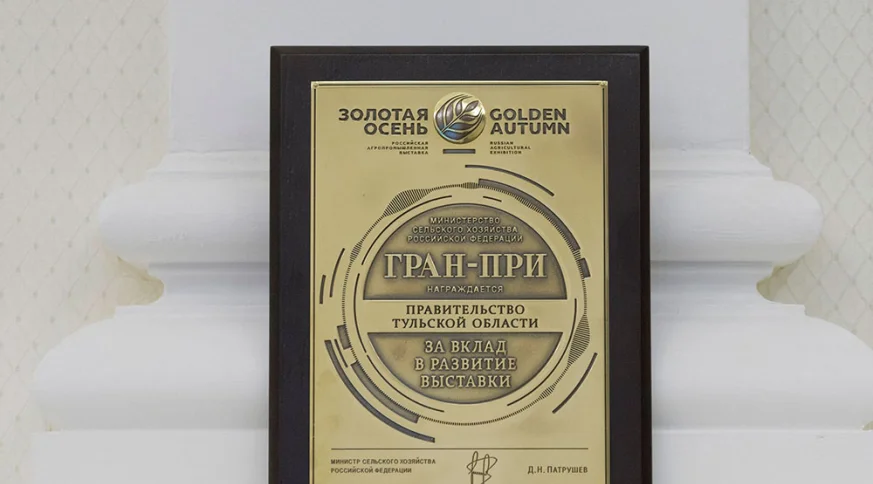 ЗОЛОТАЯ
ОСЕНЬ
РОССИЙСКАЯ
АГРОПРОМЫШЛЕННАЯ
ВЫСТАВКА
GOLDEN
AUTUMN
RUSSIAN
AGRICULTURAL
EXHIBITION
МИНИСТЕРСТВО
СЕЛЬСКОГО ХОЗЯЙСТВА
РОССИЙСКОЙ ФЕДЕРАЦИИ
ГРАН-ПРИ
НАГРАЖДАЕТСЯ
ПРАВИТЕЛЬСТВО
ТУЛЬСКОЙ ОБЛАСТИ
ЗА ВКЛАД
В РАЗВИТИЕ
ВЫСТАВКИ
МИНИСТР СЕЛЬСКОГО ХОЗЯЙСТВА
РОССИЙСКОЙ ФЕДЕРАЦИИ
Д.Н. ПАТРУШЕВ